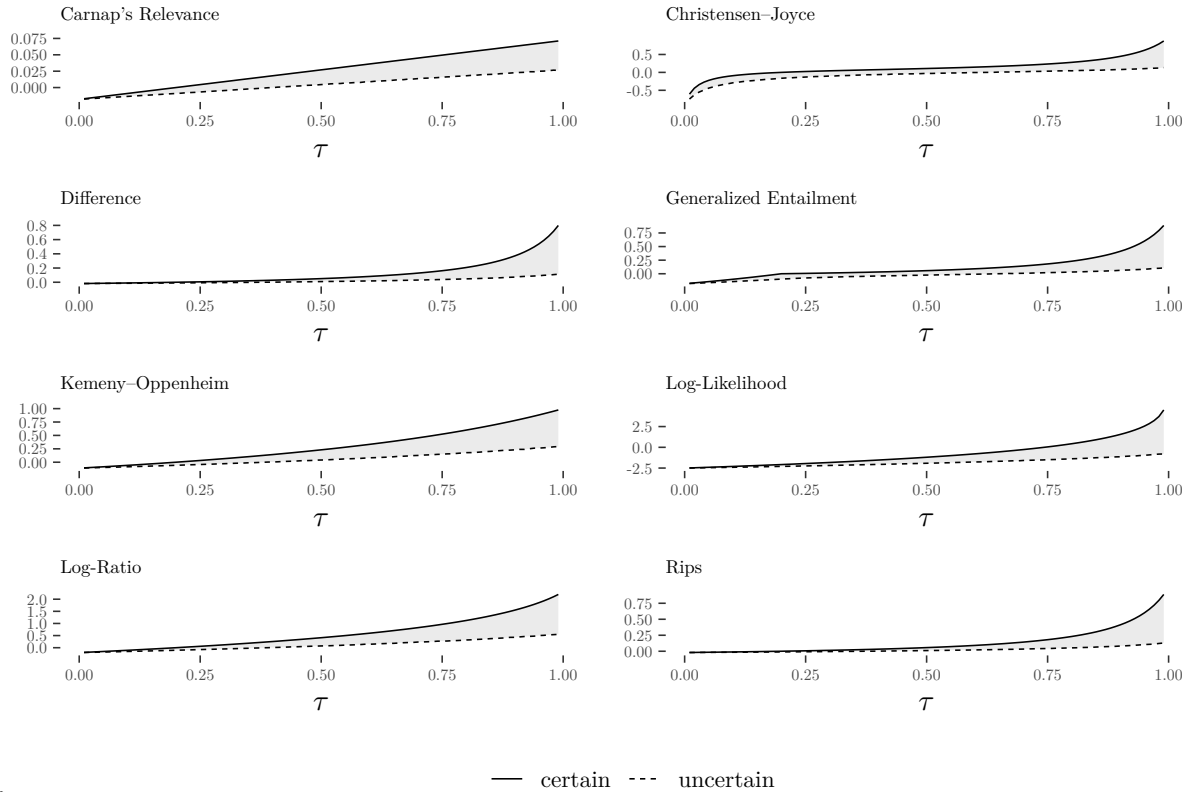 Carnap's Relevance
0.075
0.050
0.025
0.000
0.00 0.25 0.50 0.75 1.00
τ
Christensen–Joyce
0.5
0.0
-0.5
0.00 0.25 0.50 0.75 1.00
τ
Difference
0.8
0.6
0.4
0.2
0.0
0.00 0.25 0.50 0.75 1.00
τ
Generalized Entailment
0.75
0.50
0.25
0.00
0.00 0.25 0.50 0.75 1.00
τ
Kemeny–Oppenheim
1.00
0.75
0.50
0.25
0.00
0.00 0.25 0.50 0.75 1.00
τ
Log-Likelihood
2.5
0.0
-2.5
0.00 0.25 0.50 0.75 1.00
τ
Log-Ratio
2.0
1.5
1.0
0.5
0.0
0.00 0.25 0.50 0.75 1.00
τ
Rips
0.75
0.50
0.25
0.00
0.00 0.25 0.50 0.75 1.00
τ
certain uncertain